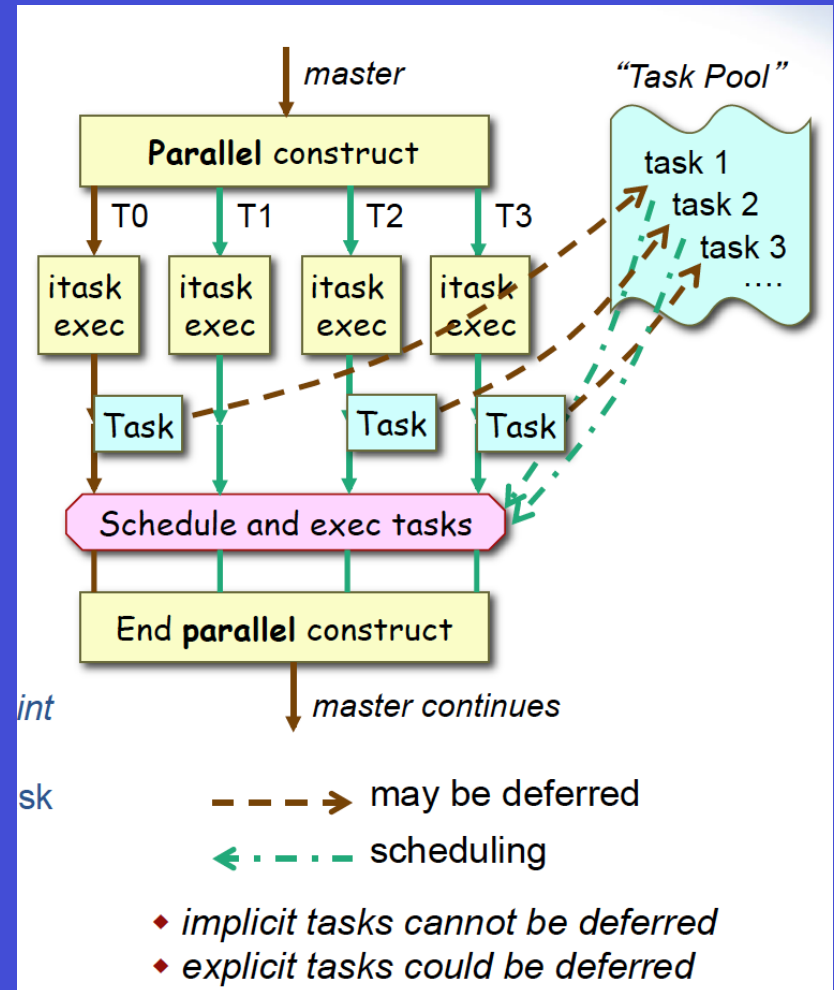 master
“Task Pool”
Parallel construct
task 1
task 2
task 3
....
T0 T1 T2 T3
itask exec
itask exec
itask exec
itask exec
Task
Task
Task
Schedule and exec tasks
End parallel construct
int
master continues
sk
may be deferred
scheduling
implicit tasks cannot be deferred
explicit tasks could be deferred